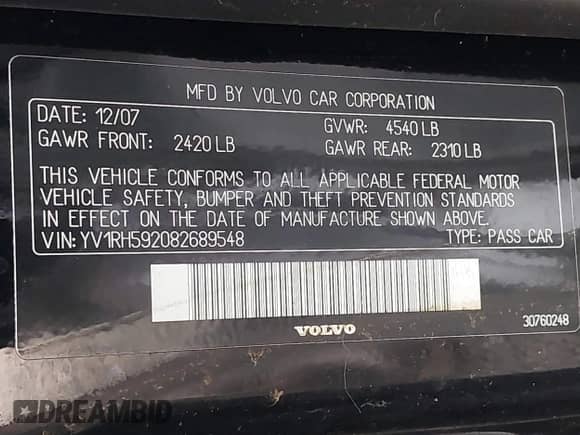 MFD BY VOLVO CAR CORPORATION
DATE: 12/07 GVWR: 4540 LB
GAWR FRONT: 2420 LB GAWR REAR: 2310 LB
THIS VEHICLE CONFORMS TO ALL APPLICABLE FEDERAL MOTOR
VEHICLE SAFETY, BUMPER AND THEFT PREVENTION STANDARDS
IN EFFECT ON THE DATE OF MANUFACTURE SHOWN ABOVE.
VIN: YV1RH592082689548 TYPE: PASS CAR
VOLVO
30760248
DREAMBID